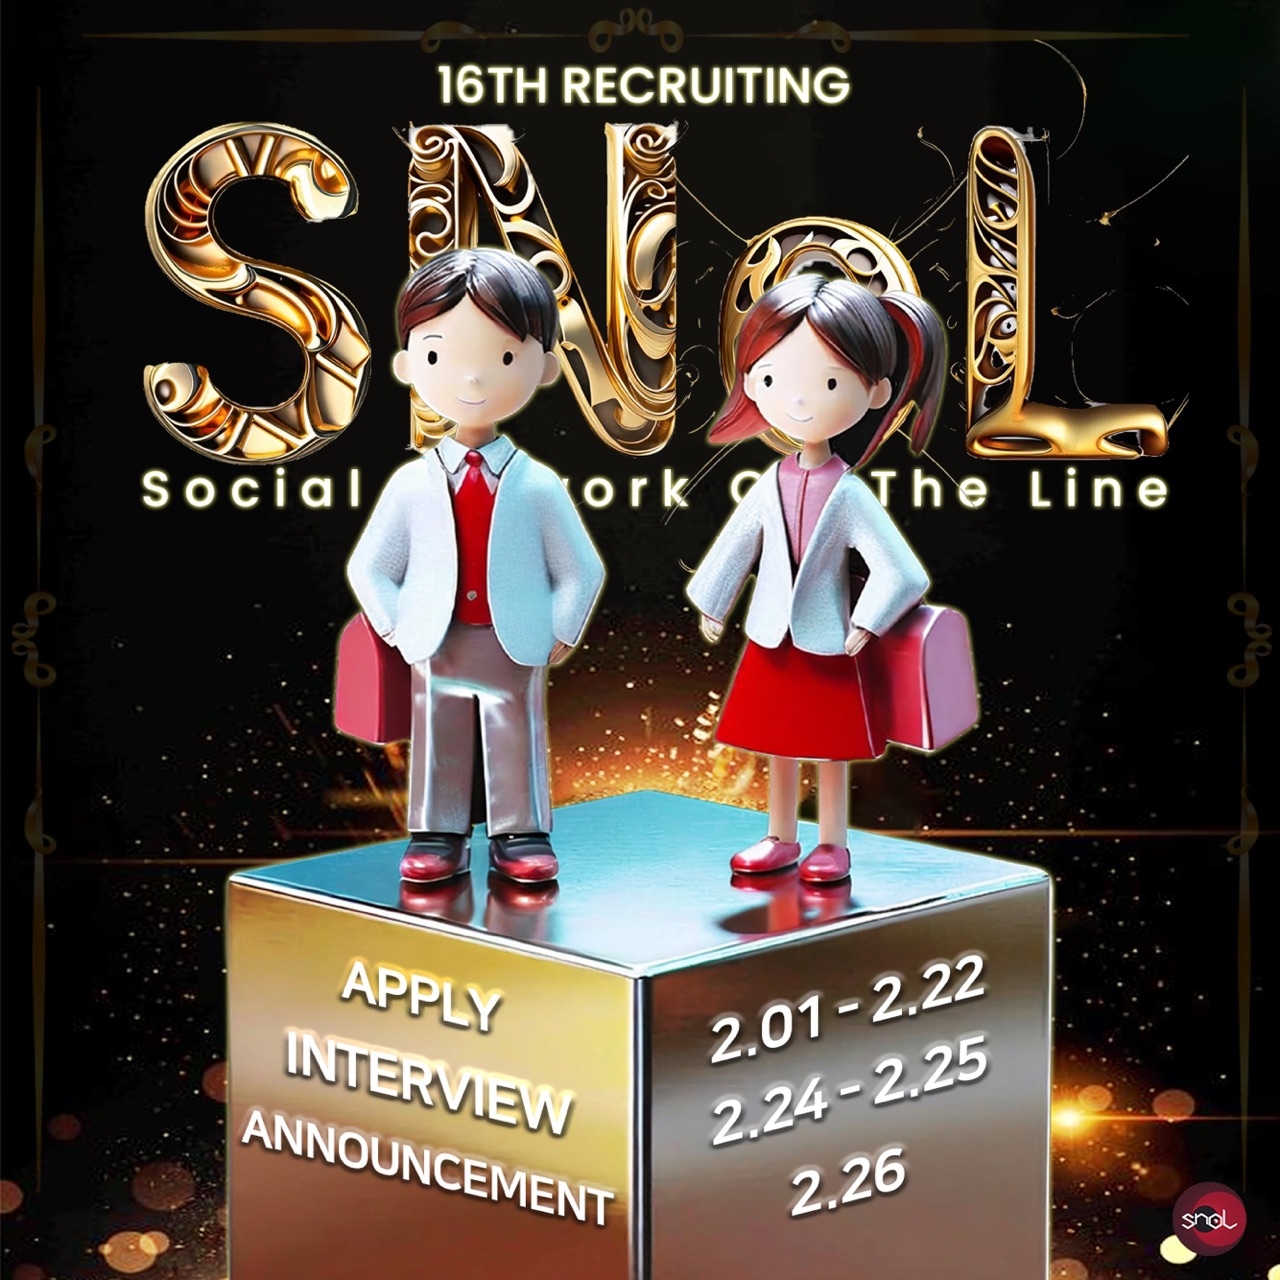 16TH RECRUITING
SNoL
Social The Line
APPLY
INTERVIEW
ANNOUNCEMENT
2.01 - 2.22
2.24 - 2.25
2.26
snoL